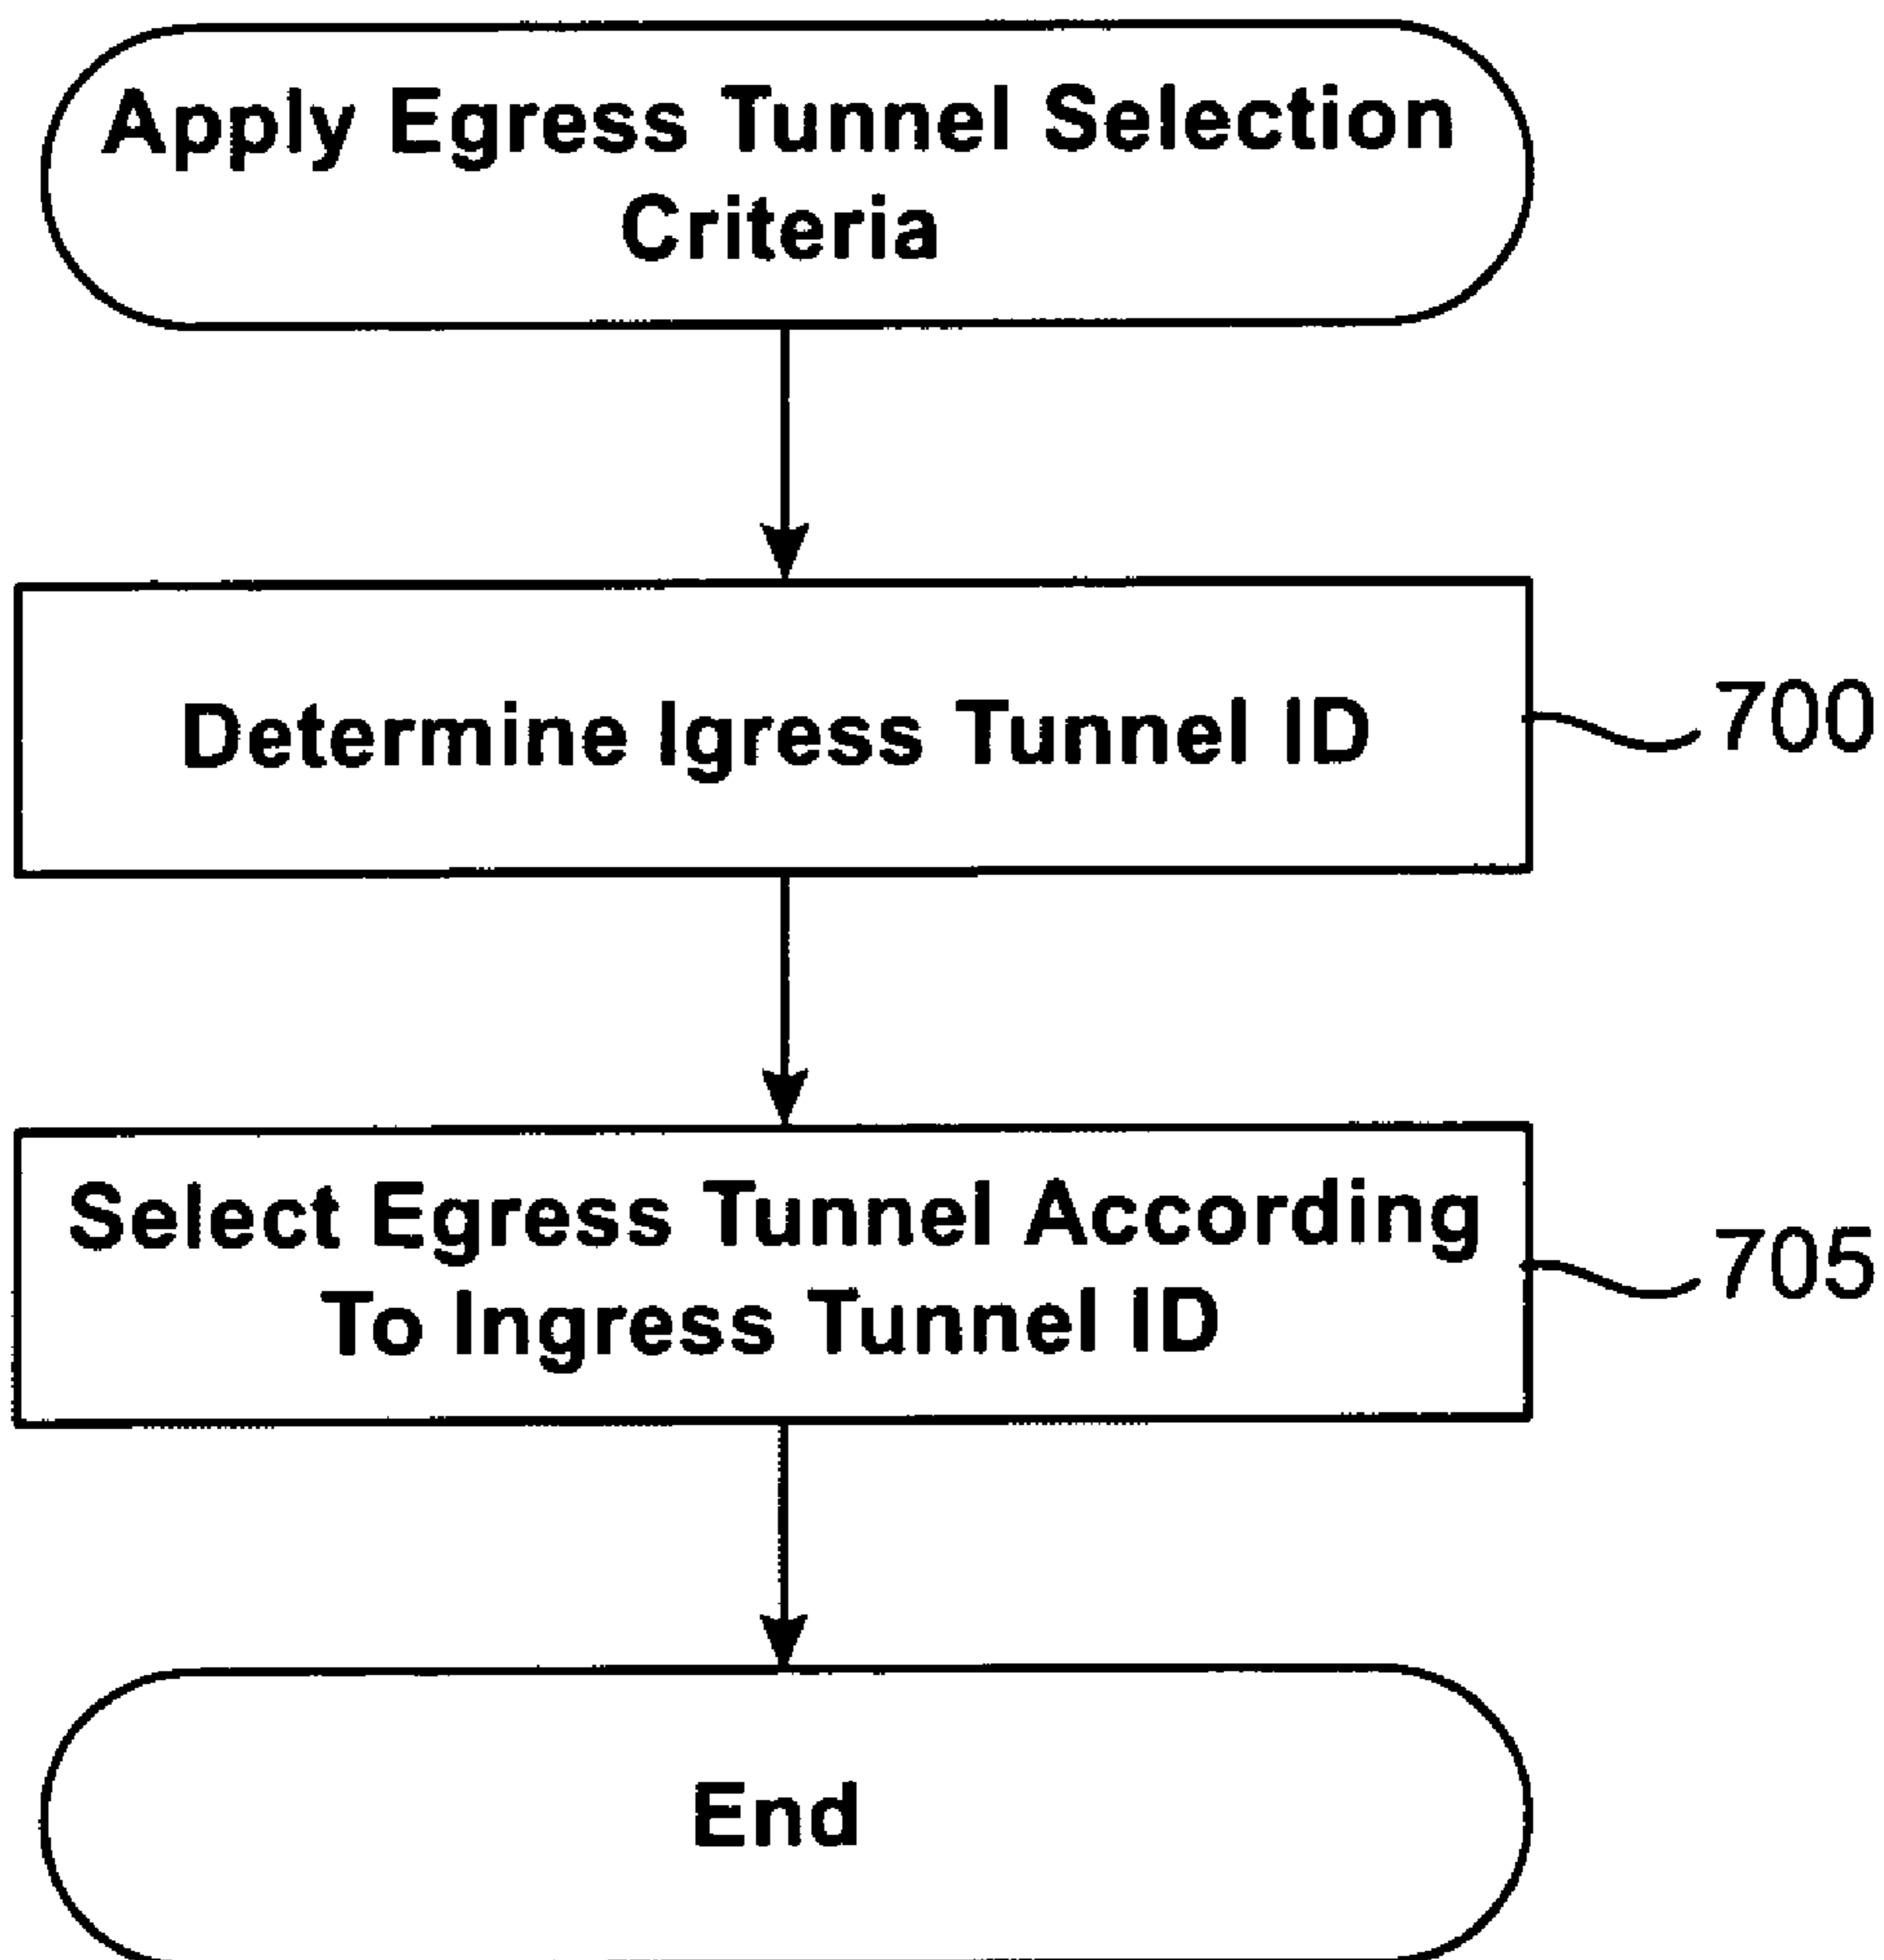 Apply Egress Tunnel Selection
Criteria
Determine Igress Tunnel ID
700
Select Egress Tunnel According
To Ingress Tunnel ID
705
End